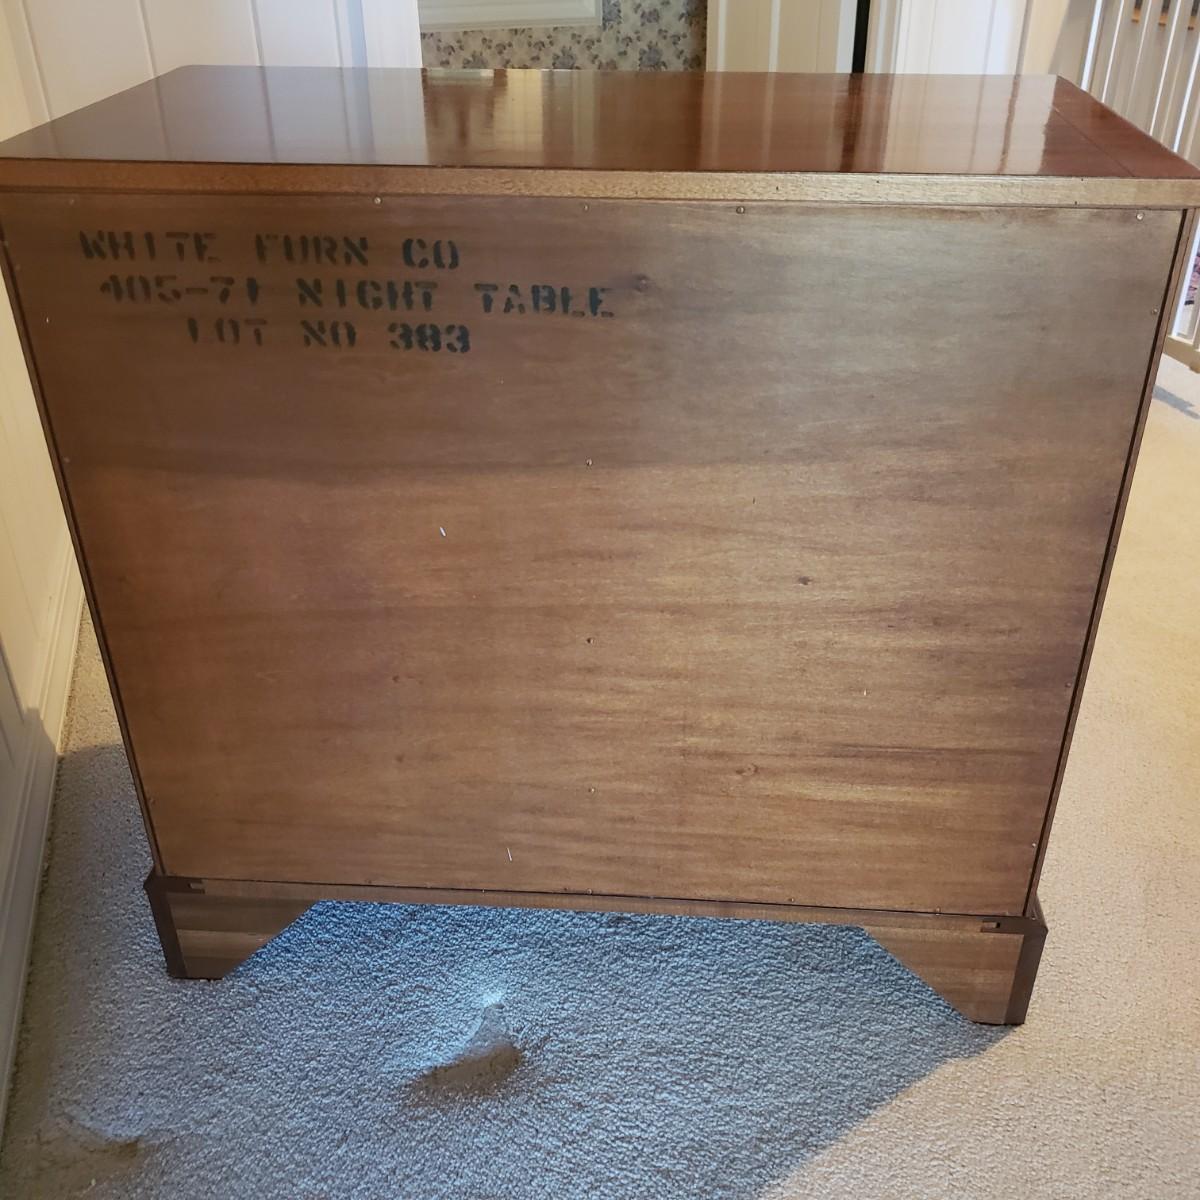 WHITE FURN CO
405-71 NIGHT TABLE
LOT NO 383